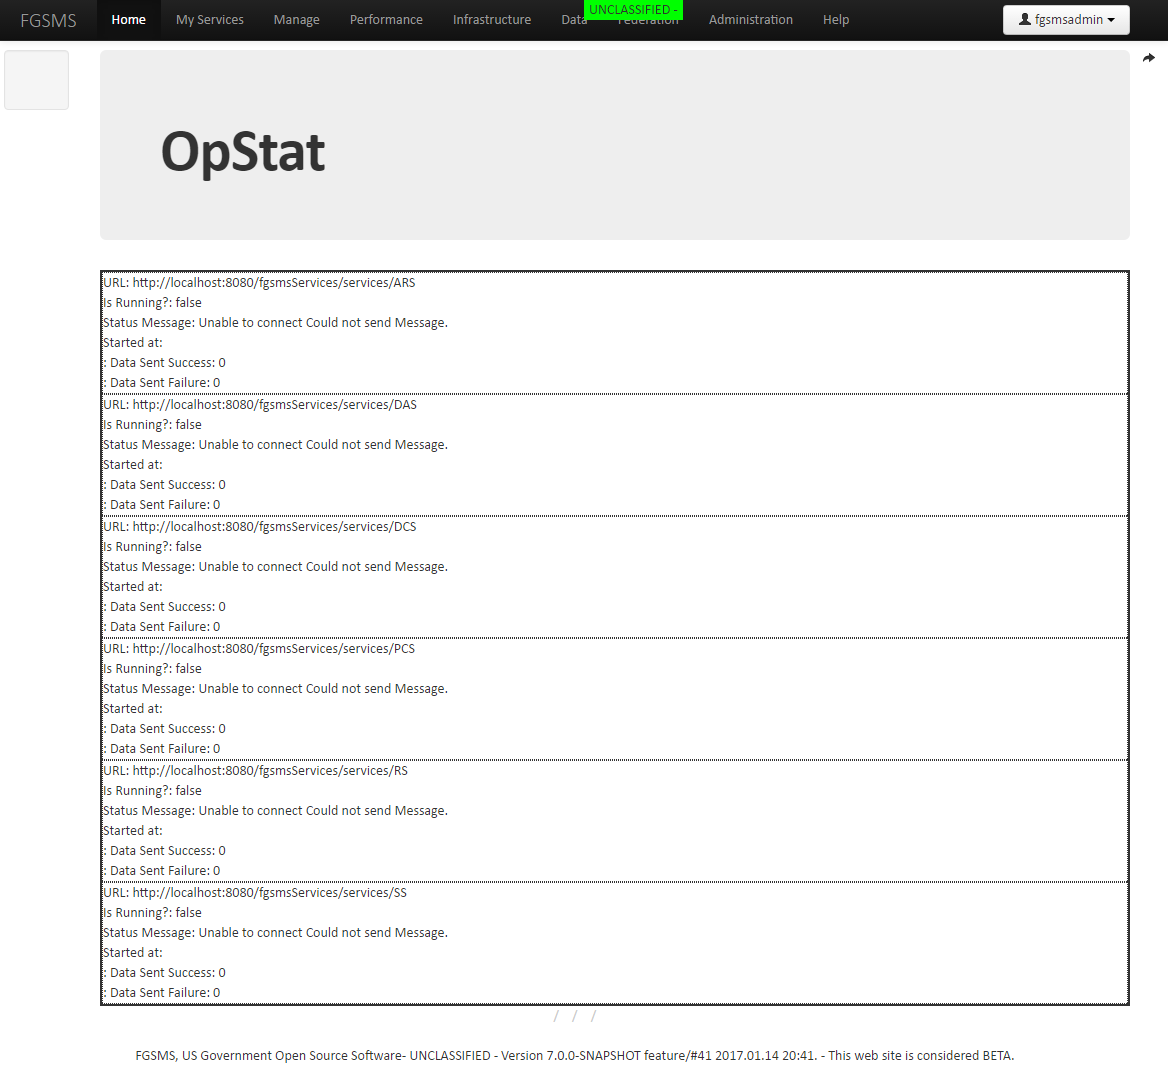 FGSMS Home My Services Manage Performance Infrastructure Data Federation Administration Help fgsmsadmin
UNCLASSIFIED -
OpStat
URL: http://localhost:8080/fgsmsServices/services/ARS
Is Running?: false
Status Message: Unable to connect Could not send Message.
Started at:
: Data Sent Success: 0
: Data Sent Failure: 0
URL: http://localhost:8080/fgsmsServices/services/DAS
Is Running?: false
Status Message: Unable to connect Could not send Message.
Started at:
: Data Sent Success: 0
: Data Sent Failure: 0
URL: http://localhost:8080/fgsmsServices/services/DCS
Is Running?: false
Status Message: Unable to connect Could not send Message.
Started at:
: Data Sent Success: 0
: Data Sent Failure: 0
URL: http://localhost:8080/fgsmsServices/services/PCS
Is Running?: false
Status Message: Unable to connect Could not send Message.
Started at:
: Data Sent Success: 0
: Data Sent Failure: 0
URL: http://localhost:8080/fgsmsServices/services/RS
Is Running?: false
Status Message: Unable to connect Could not send Message.
Started at:
: Data Sent Success: 0
: Data Sent Failure: 0
URL: http://localhost:8080/fgsmsServices/services/SS
Is Running?: false
Status Message: Unable to connect Could not send Message.
Started at:
: Data Sent Success: 0
: Data Sent Failure: 0
/ / /
FGSMS, US Government Open Source Software- UNCLASSIFIED - Version 7.0.0-SNAPSHOT feature/#41 2017.01.14 20:41. - This web site is considered BETA.